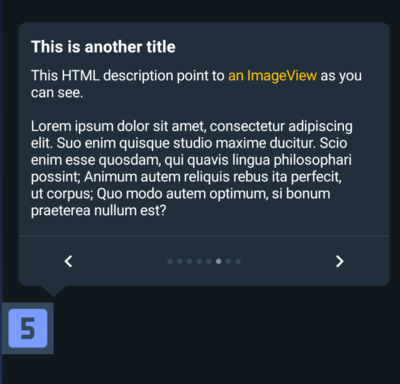 This is another title
This HTML description point to an ImageView as you
can see.
Lorem ipsum dolor sit amet, consectetur adipiscing
elit. Suo enim quisque studio maxime ducitur. Scio
enim esse quosdam, qui quavis lingua philosophari
possint; Animum autem reliquis rebus ita perfecit,
ut corpus; Quo modo autem optimum, si bonum
praeterea nullum est?
5